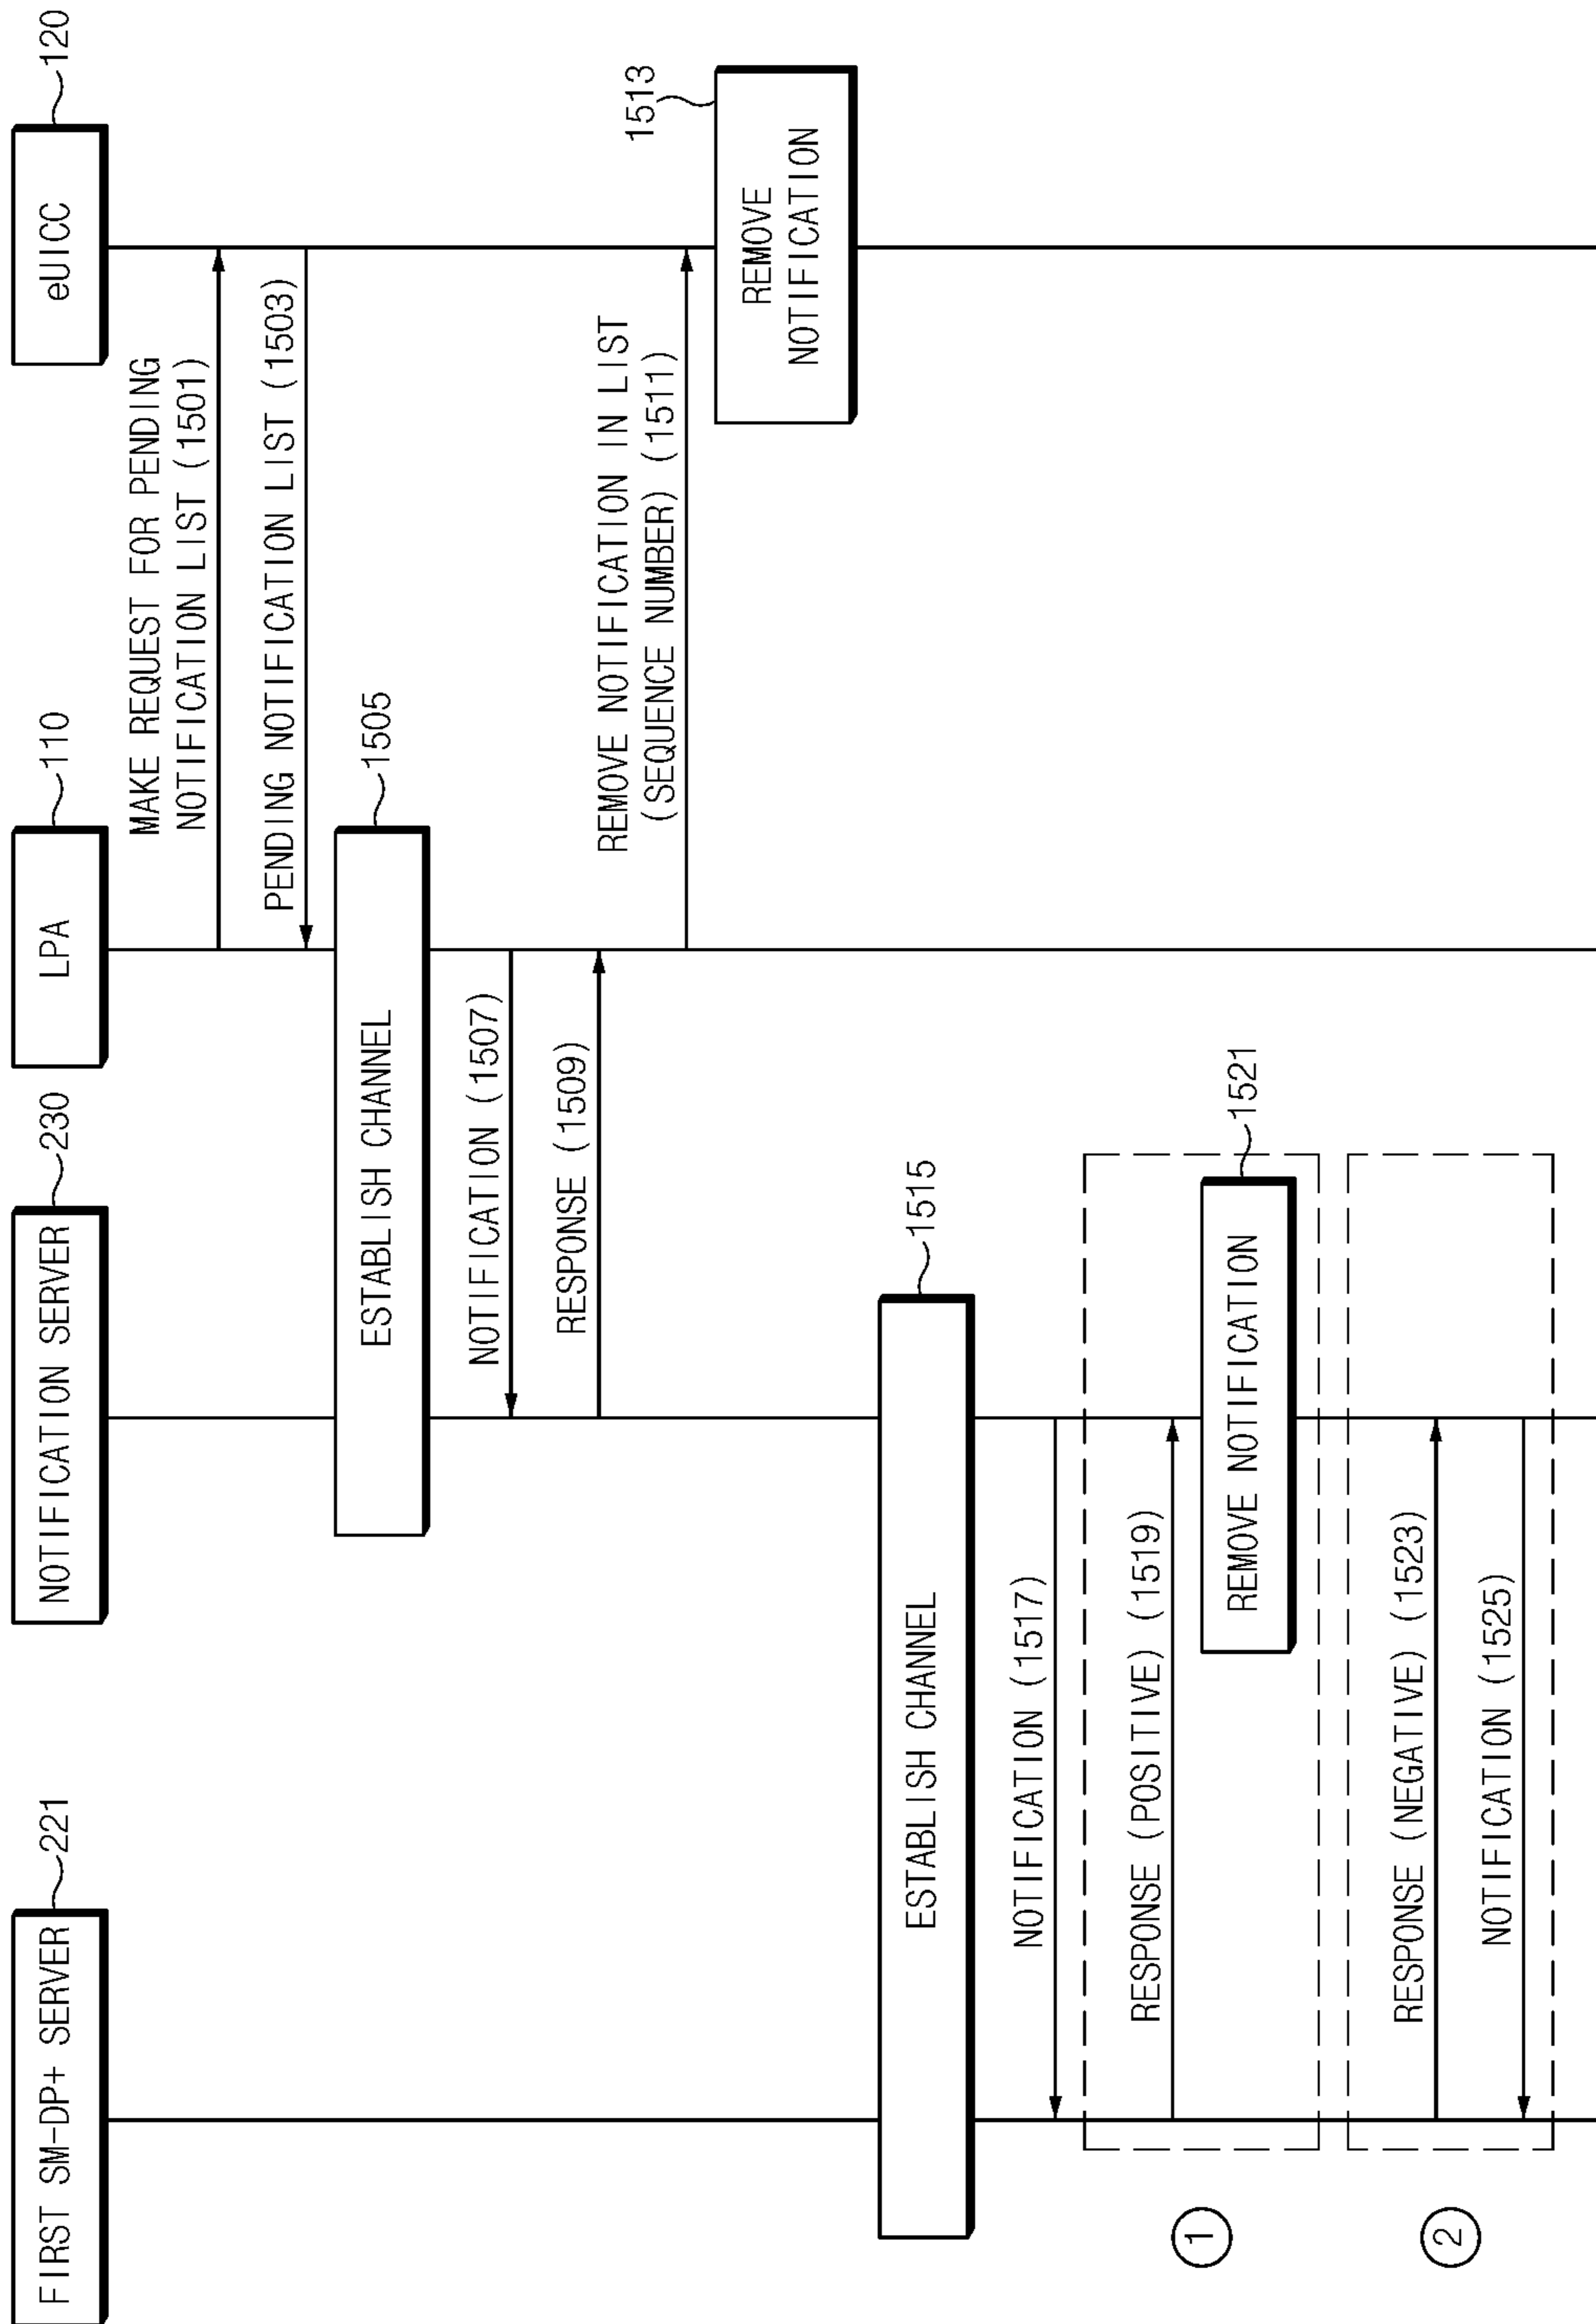 FIRST SM-DP+ SERVER
221
NOTIFICATION SERVER
230
LPA
110
eUICC
120
MAKE REQUEST FOR PENDING
NOTIFICATION LIST (1501)
PENDING NOTIFICATION LIST (1503)
ESTABLISH CHANNEL
1505
NOTIFICATION (1507)
RESPONSE (1509)
REMOVE NOTIFICATION IN LIST
(SEQUENCE NUMBER) (1511)
1513
REMOVE
NOTIFICATION
ESTABLISH CHANNEL
1515
NOTIFICATION (1517)
1
RESPONSE (POSITIVE) (1519)
REMOVE NOTIFICATION
1521
2
RESPONSE (NEGATIVE) (1523)
NOTIFICATION (1525)